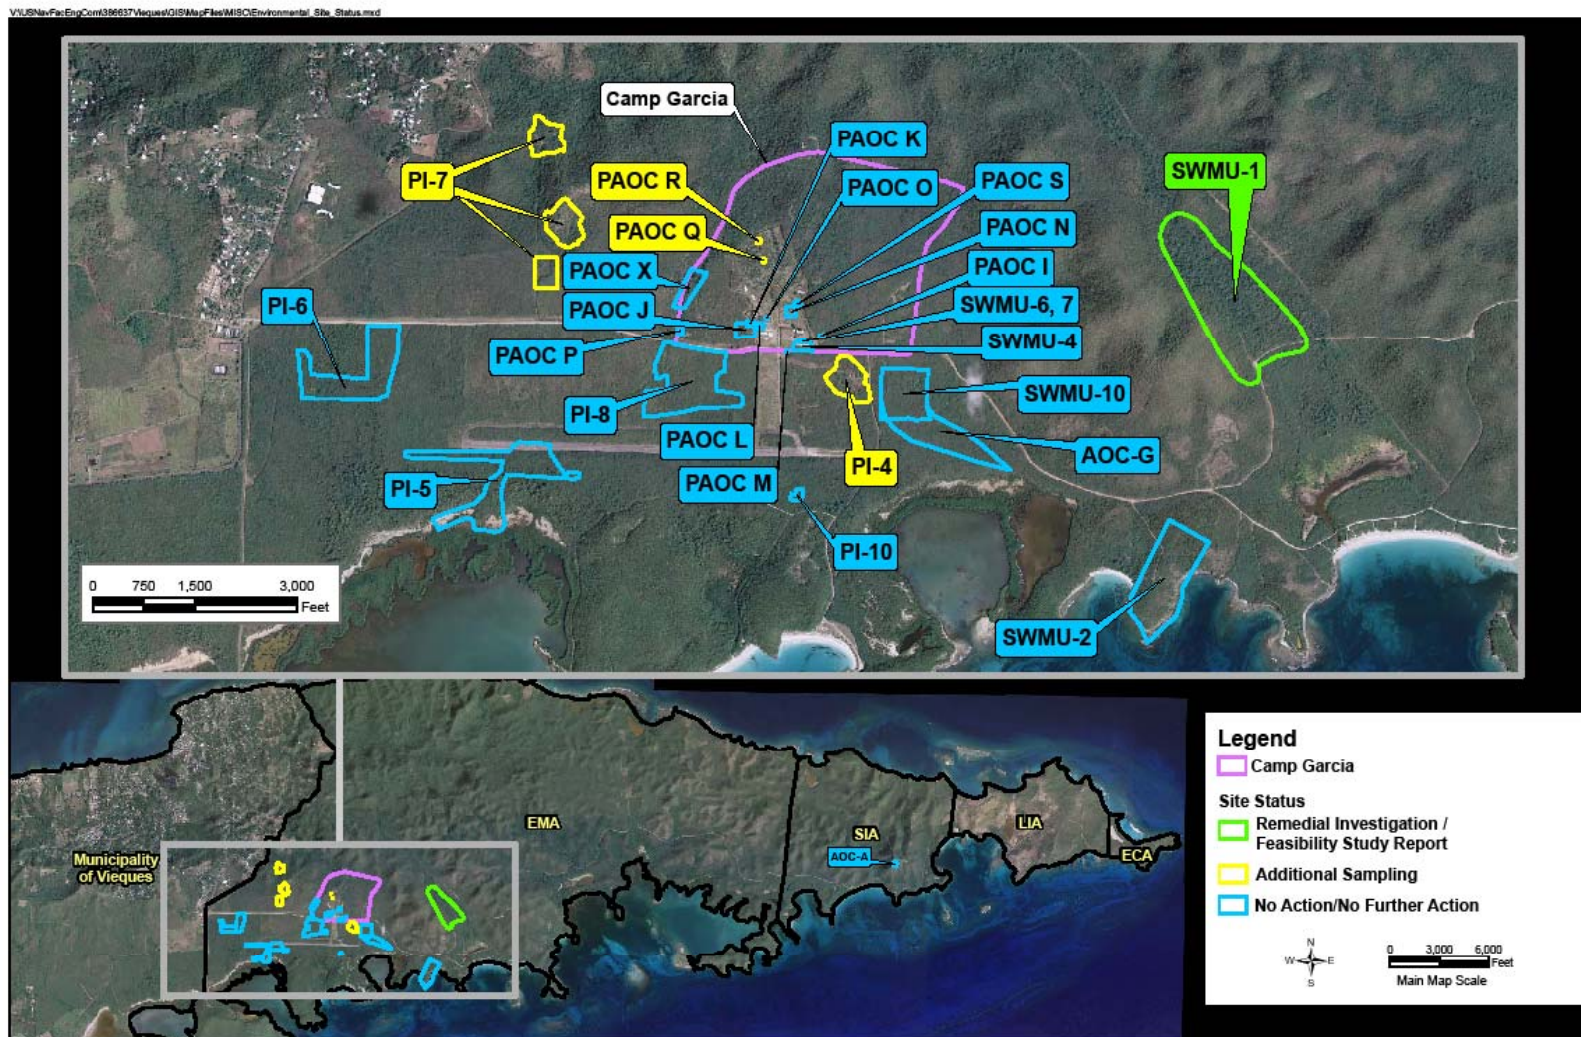 V:\USNavFacEngCom\386637Vieques\GIS\MapFiles\MISC\Environmental_Site_Status.mxd
Camp Garcia
PAOC K
PI-7
PAOC R
PAOC O
PAOC S
SWMU-1
PAOC Q
PAOC N
PAOC X
PAOC I
PI-6
PAOC J
SWMU-6, 7
PAOC P
SWMU-4
PI-8
SWMU-10
PAOC L
PI-4
AOC-G
PI-5
PAOC M
PI-10
SWMU-2
0 750 1,500 3,000
Feet
EMA
SIA
LIA
ECA
AOC-A
Municipality
of Vieques
Legend
Camp Garcia
Site Status
Remedial Investigation /
Feasibility Study Report
Additional Sampling
No Action/No Further Action
N
W E
S
0 3,000 6,000
Feet
Main Map Scale